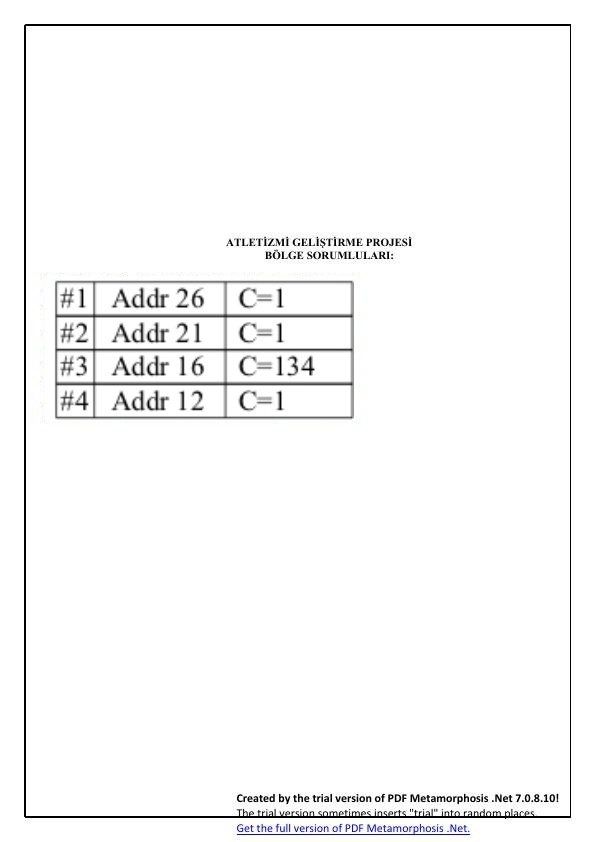 ATLETİZMİ GELİŞTİRME PROJESİ
BÖLGE SORUMLULARI:
#1 Addr 26 C=1
#2 Addr 21 C=1
#3 Addr 16 C=134
#4 Addr 12 C=1
Created by the trial version of PDF Metamorphosis .Net 7.0.8.10!
The trial version sometimes inserts "trial" into random places.
Get the full version of PDF Metamorphosis .Net.